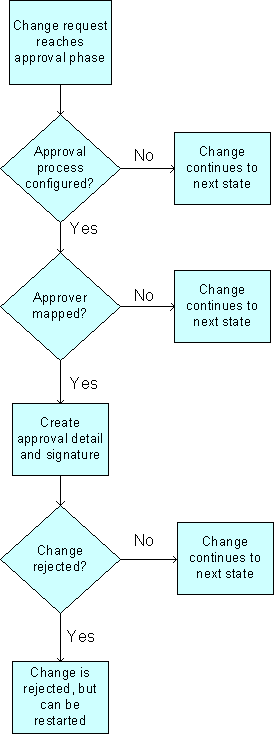 Change request
reaches
approval phase
Approval
process
configured?
No
Change
continues to
next state
Yes
Approver
mapped?
No
Change
continues to
next state
Yes
Create
approval detail
and signature
Change
rejected?
No
Change
continues to
next state
Yes
Change is
rejected, but
can be
restarted